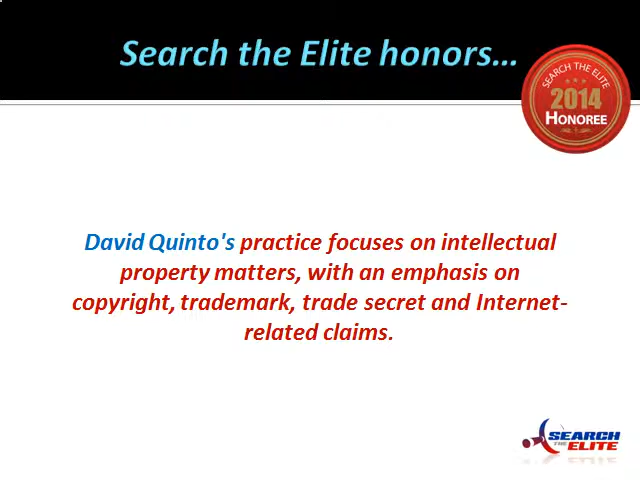 Search the Elite honors...
SEARCH THE ELITE
2014
HONOREE
David Quinto's practice focuses on intellectual
property matters, with an emphasis on
copyright, trademark, trade secret and Internet-
related claims.
SEARCH
THE ELITE